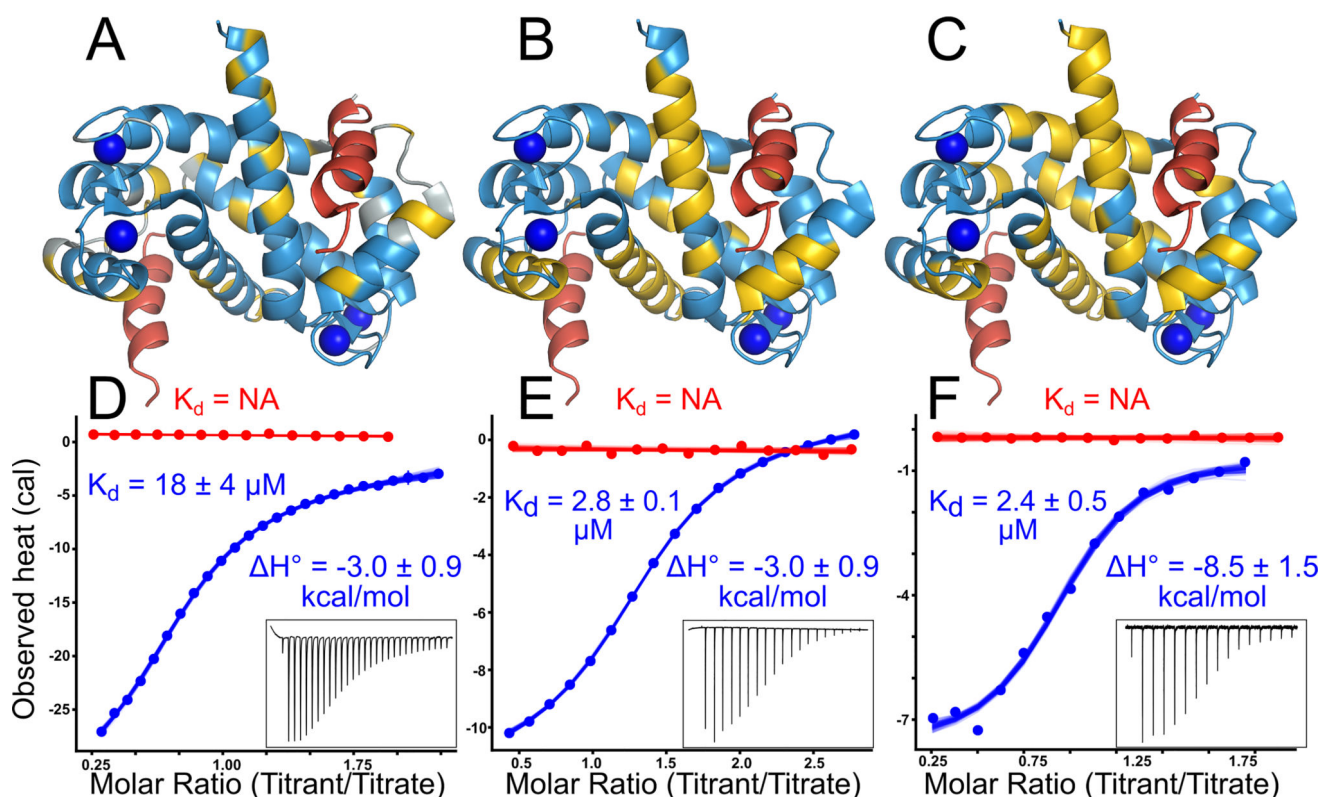 A
B
C
D
Kd = NA
Kd = 18 ± 4 µM
ΔH° = -3.0 ± 0.9
kcal/mol
0
-5
-10
-15
-20
-25
0.25
1.00
1.75
Observed heat (cal)
Molar Ratio (Titrant/Titrate)
E
Kd = NA
Kd = 2.8 ± 0.1
µM
ΔH° = -3.0 ± 0.9
kcal/mol
0
-2
-4
-6
-8
-10
0.5
1.0
1.5
2.0
2.5
Molar Ratio (Titrant/Titrate)
F
Kd = NA
Kd = 2.4 ± 0.5
µM
ΔH° = -8.5 ± 1.5
kcal/mol
-1
-4
-7
0.25
0.75
1.25
1.75
Molar Ratio (Titrant/Titrate)